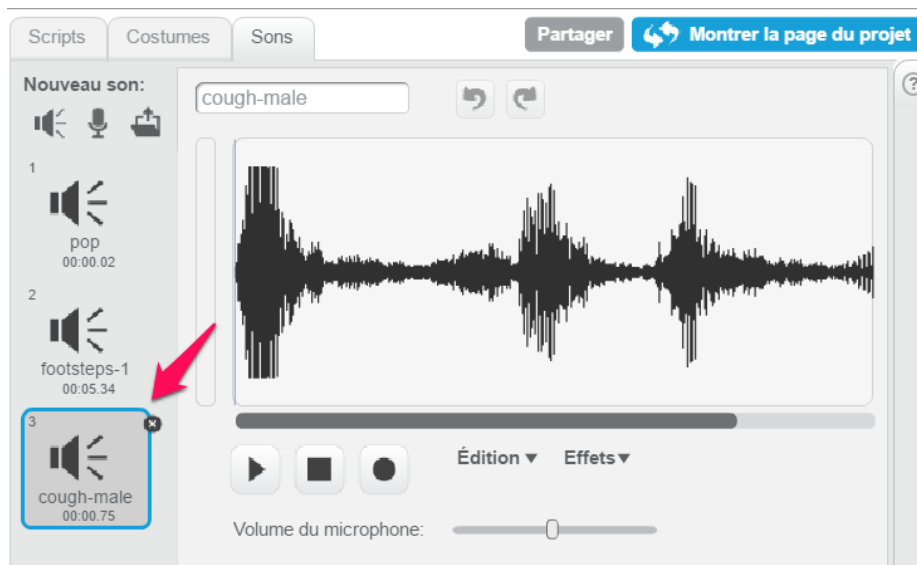 Scripts Costumes Sons Partager Montrer la page du projet
Nouveau son:
cough-male
1
pop
00:00.02
2
footsteps-1
00:05.34
3
cough-male
00:00.75
Édition Effets
Volume du microphone:
?